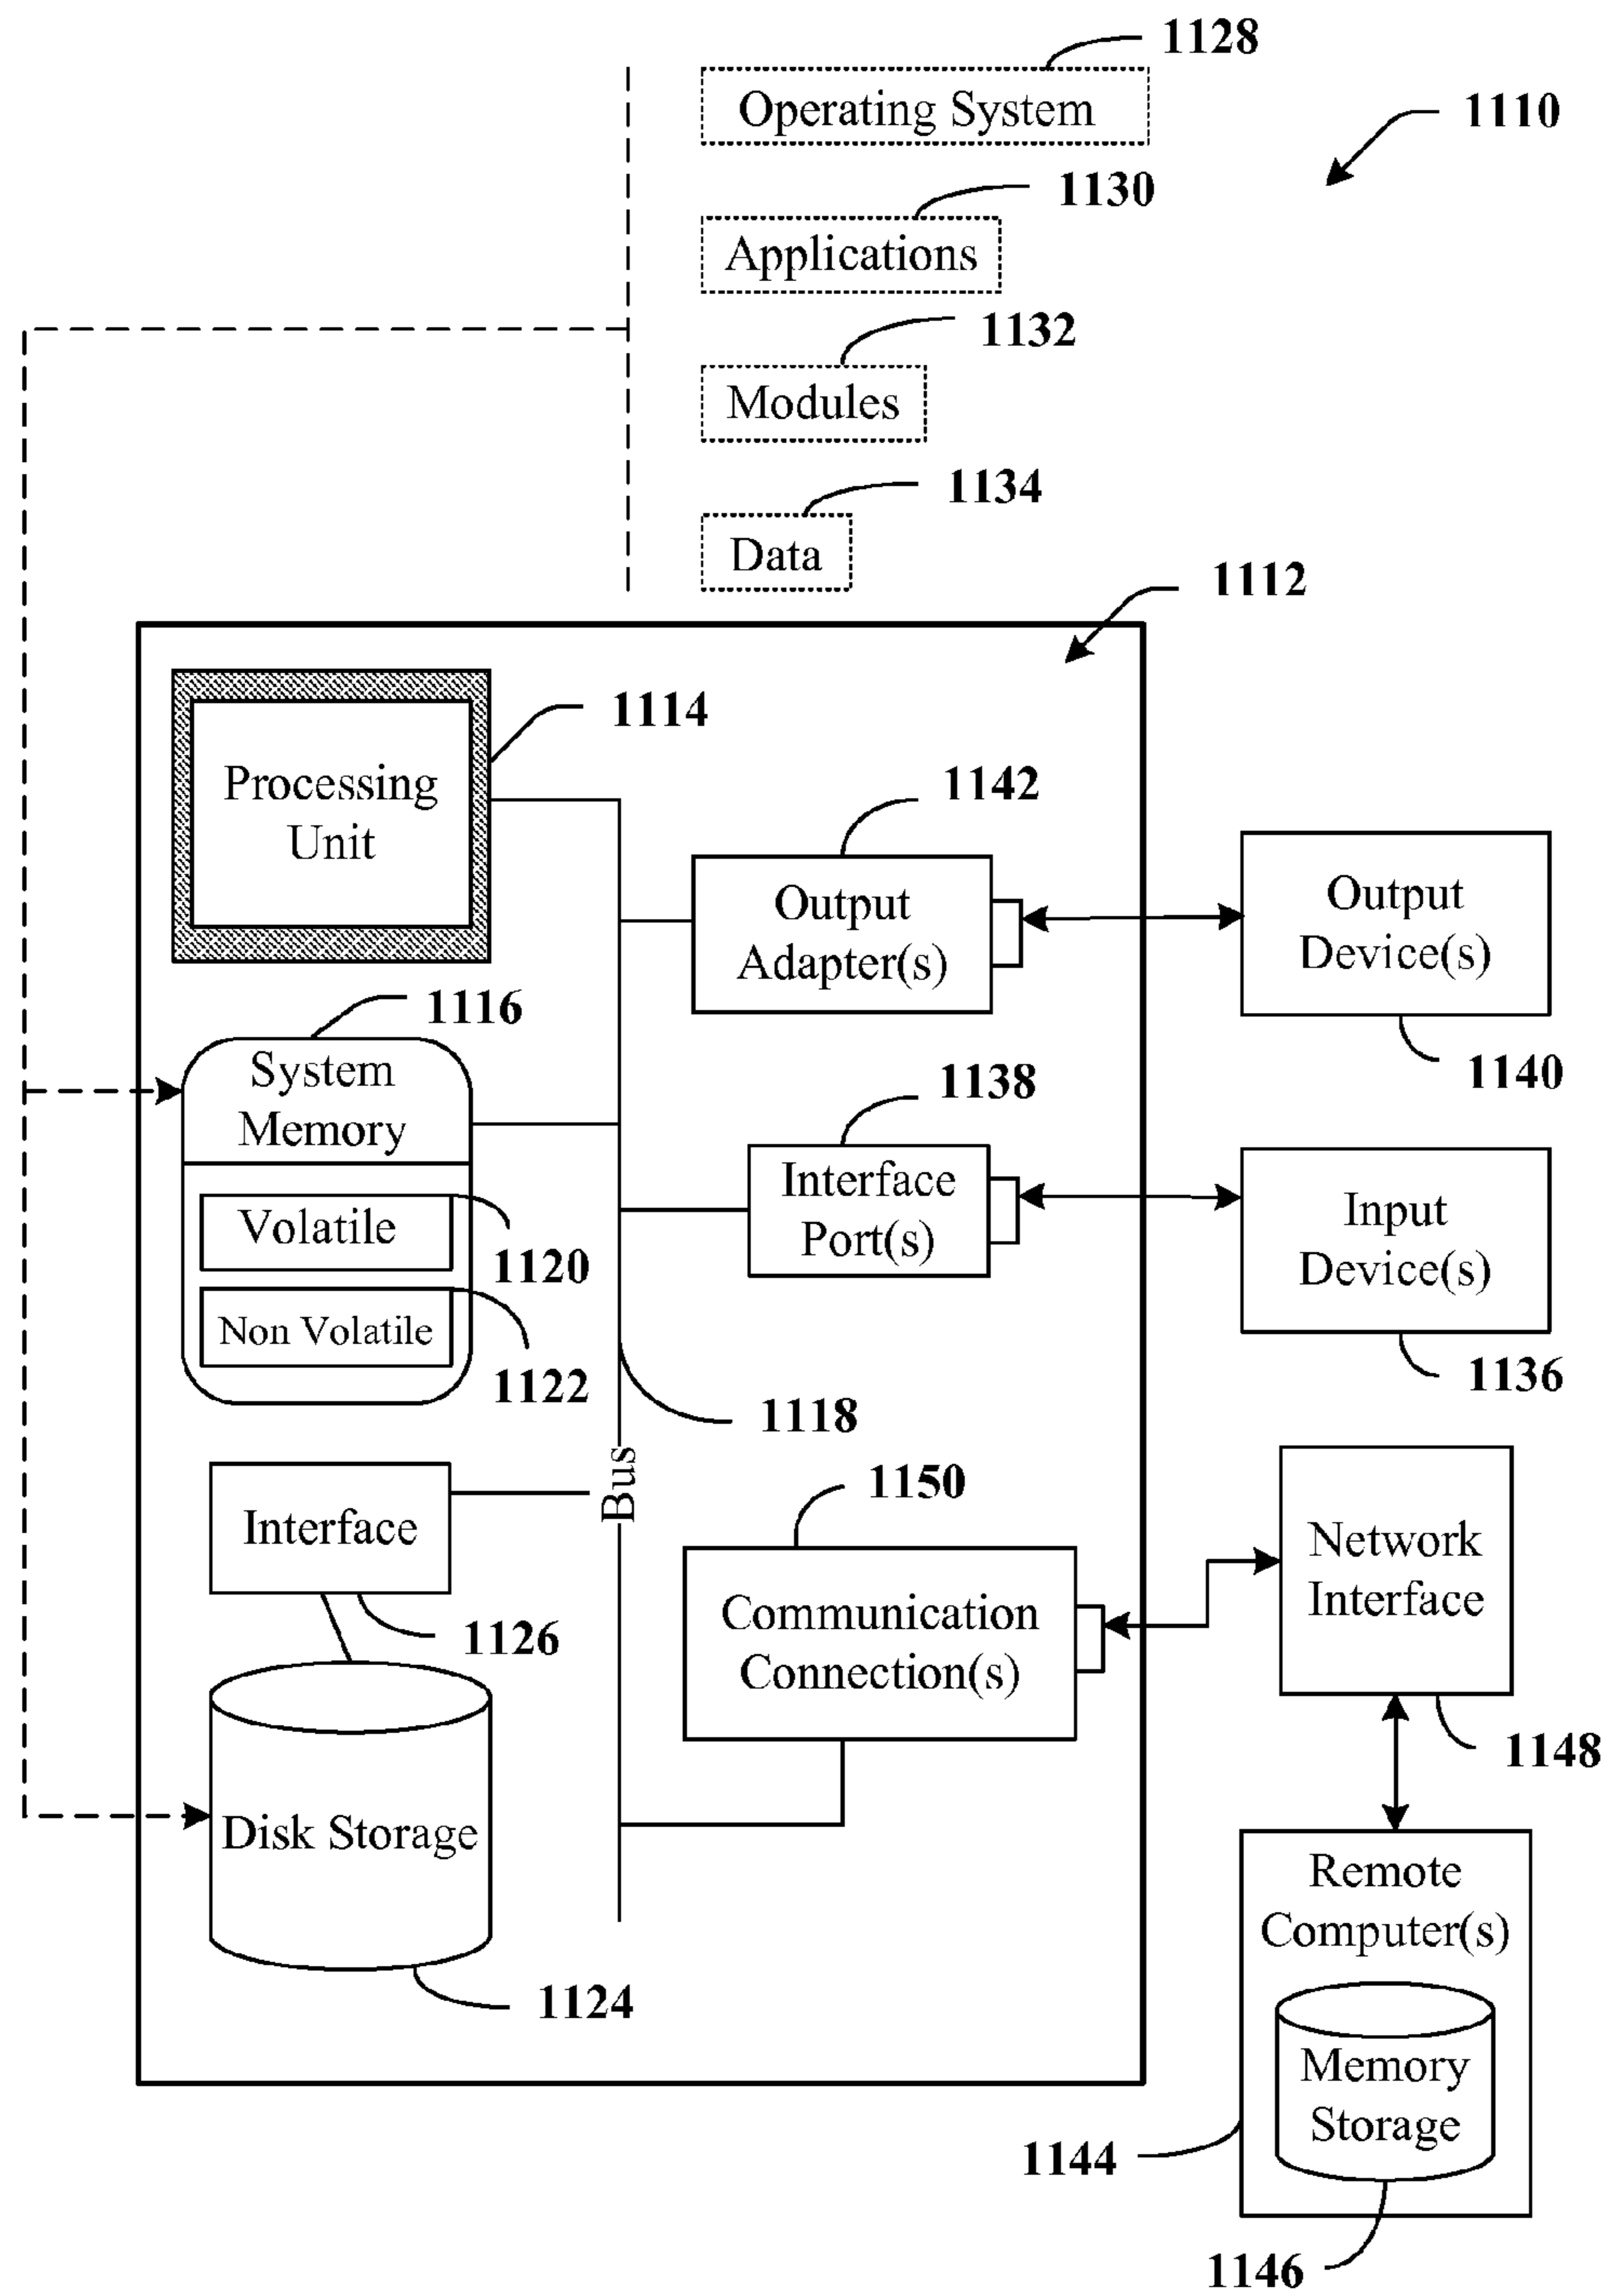 1128
Operating System
1110
1130
Applications
1132
Modules
1134
Data
1112
1114
Processing
Unit
1142
Output
Adapter(s)
Output
Device(s)
1140
1116
System
Memory
1138
Interface
Port(s)
Input
Device(s)
1136
Volatile
1120
Non Volatile
1122
1118
Bus
1150
Interface
1126
Communication
Connection(s)
Network
Interface
1148
Disk Storage
1124
Remote
Computer(s)
Memory
Storage
1144
1146